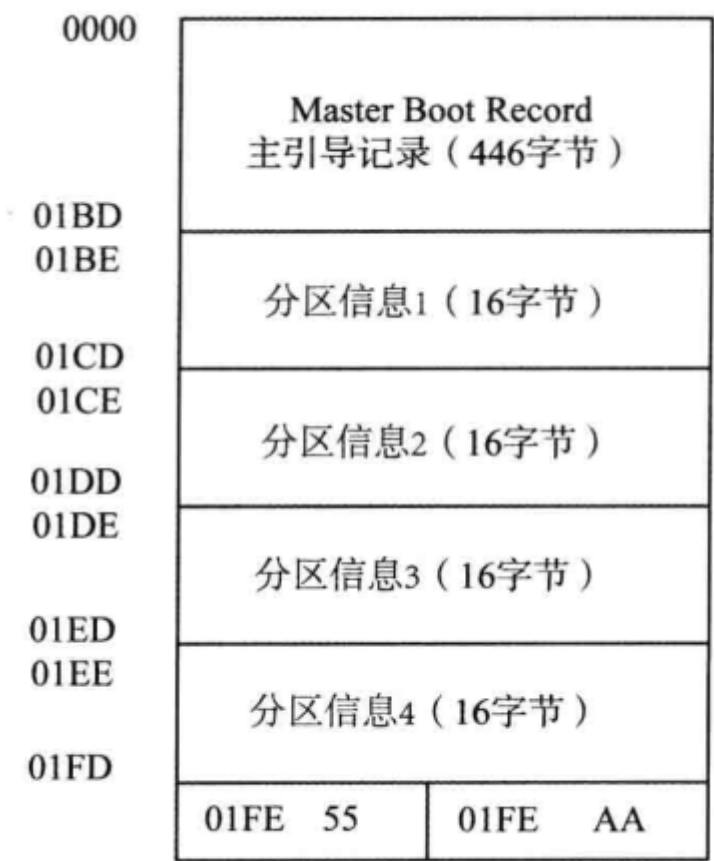 0000
Master Boot Record
主引导记录（446字节）
01BD
01BE
分区信息1（16字节）
01CD
01CE
分区信息2（16字节）
01DD
01DE
分区信息3（16字节）
01ED
01EE
分区信息4（16字节）
01FD
01FE 55 01FE AA